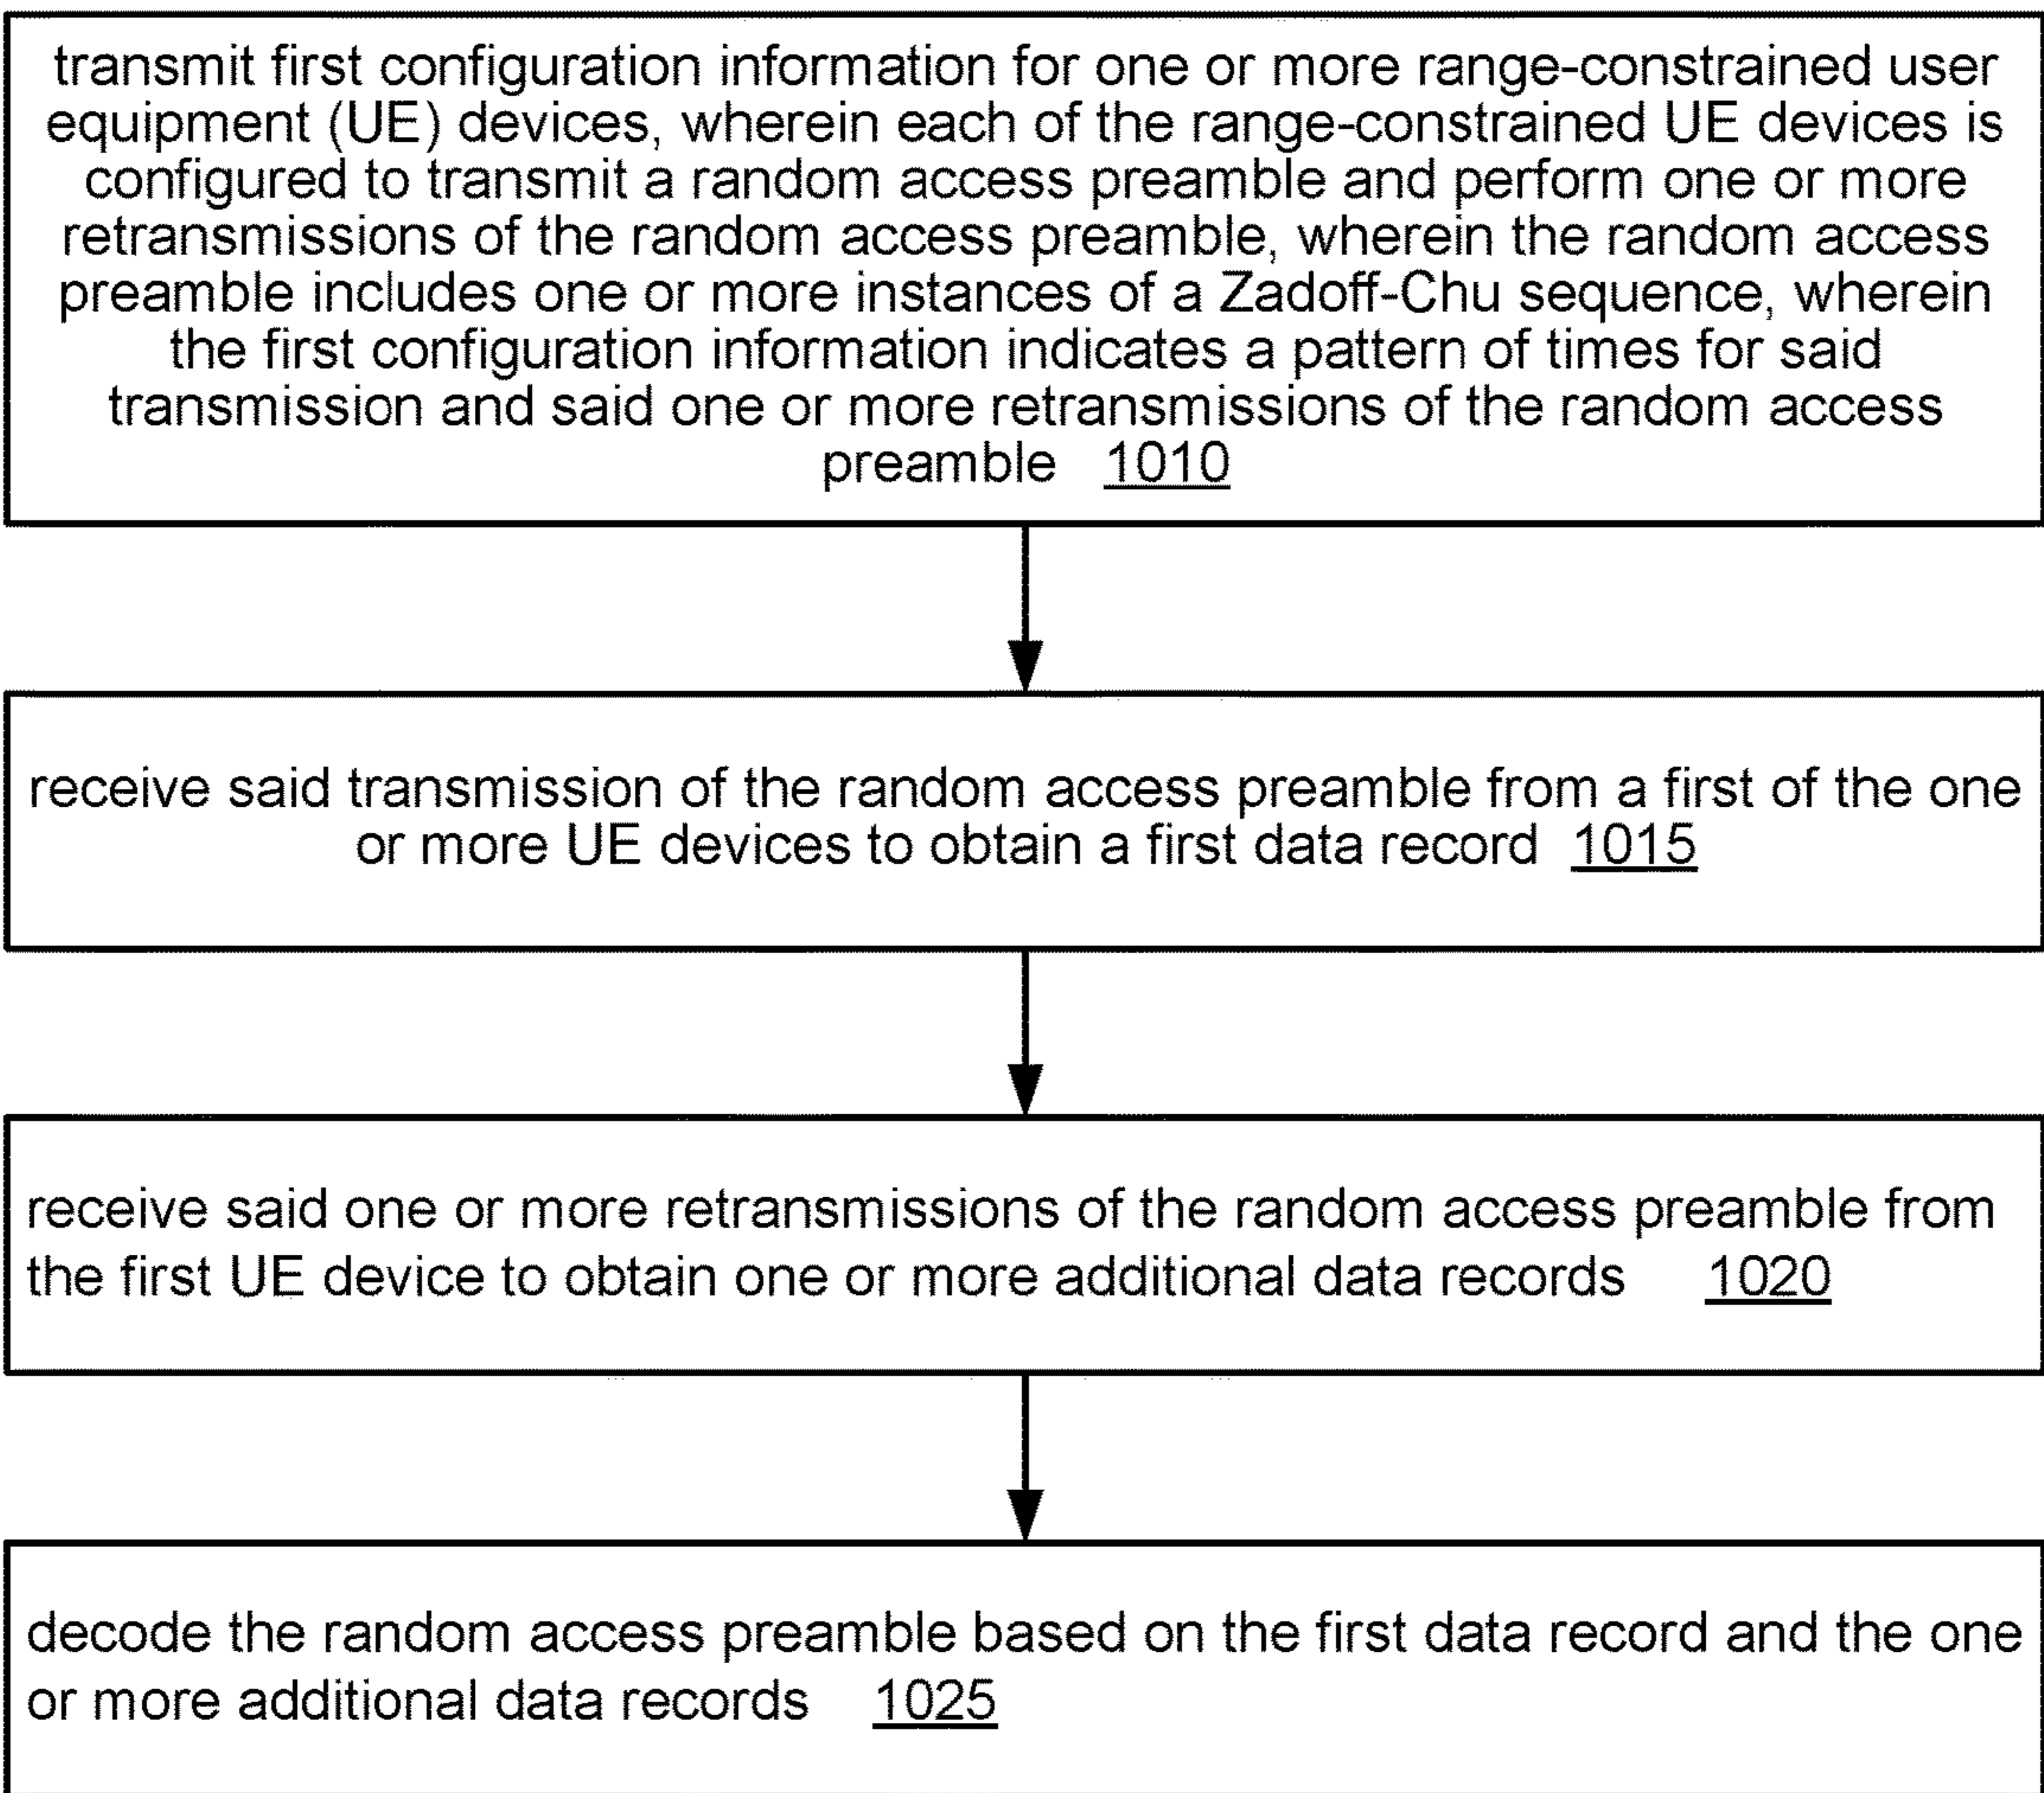 transmit first configuration information for one or more range-constrained user
equipment (UE) devices, wherein each of the range-constrained UE devices is
configured to transmit a random access preamble and perform one or more
retransmissions of the random access preamble, wherein the random access
preamble includes one or more instances of a Zadoff-Chu sequence, wherein
the first configuration information indicates a pattern of times for said
transmission and said one or more retransmissions of the random access
preamble 1010
receive said transmission of the random access preamble from a first of the one
or more UE devices to obtain a first data record 1015
receive said one or more retransmissions of the random access preamble from
the first UE device to obtain one or more additional data records 1020
decode the random access preamble based on the first data record and the one
or more additional data records 1025